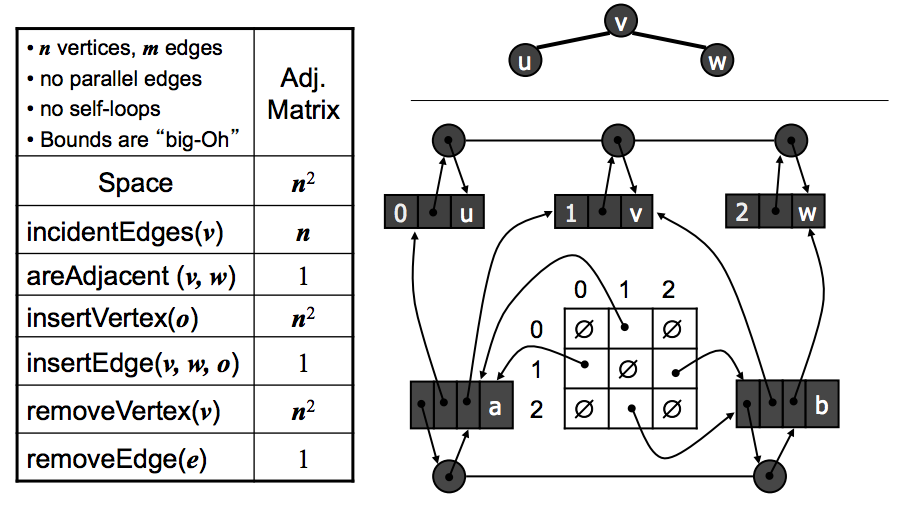 • n vertices, m edges
• no parallel edges
• no self-loops
• Bounds are “big-Oh”
Adj.
Matrix
Space
n²
incidentEdges(v)
n
areAdjacent (v, w)
1
insertVertex(o)
n²
insertEdge(v, w, o)
1
removeVertex(v)
n²
removeEdge(e)
1
v
u
w
0 u
1 v
2 w
0 1 2
0 ∅ ∅
1 ∅
2 ∅ ∅
a
b